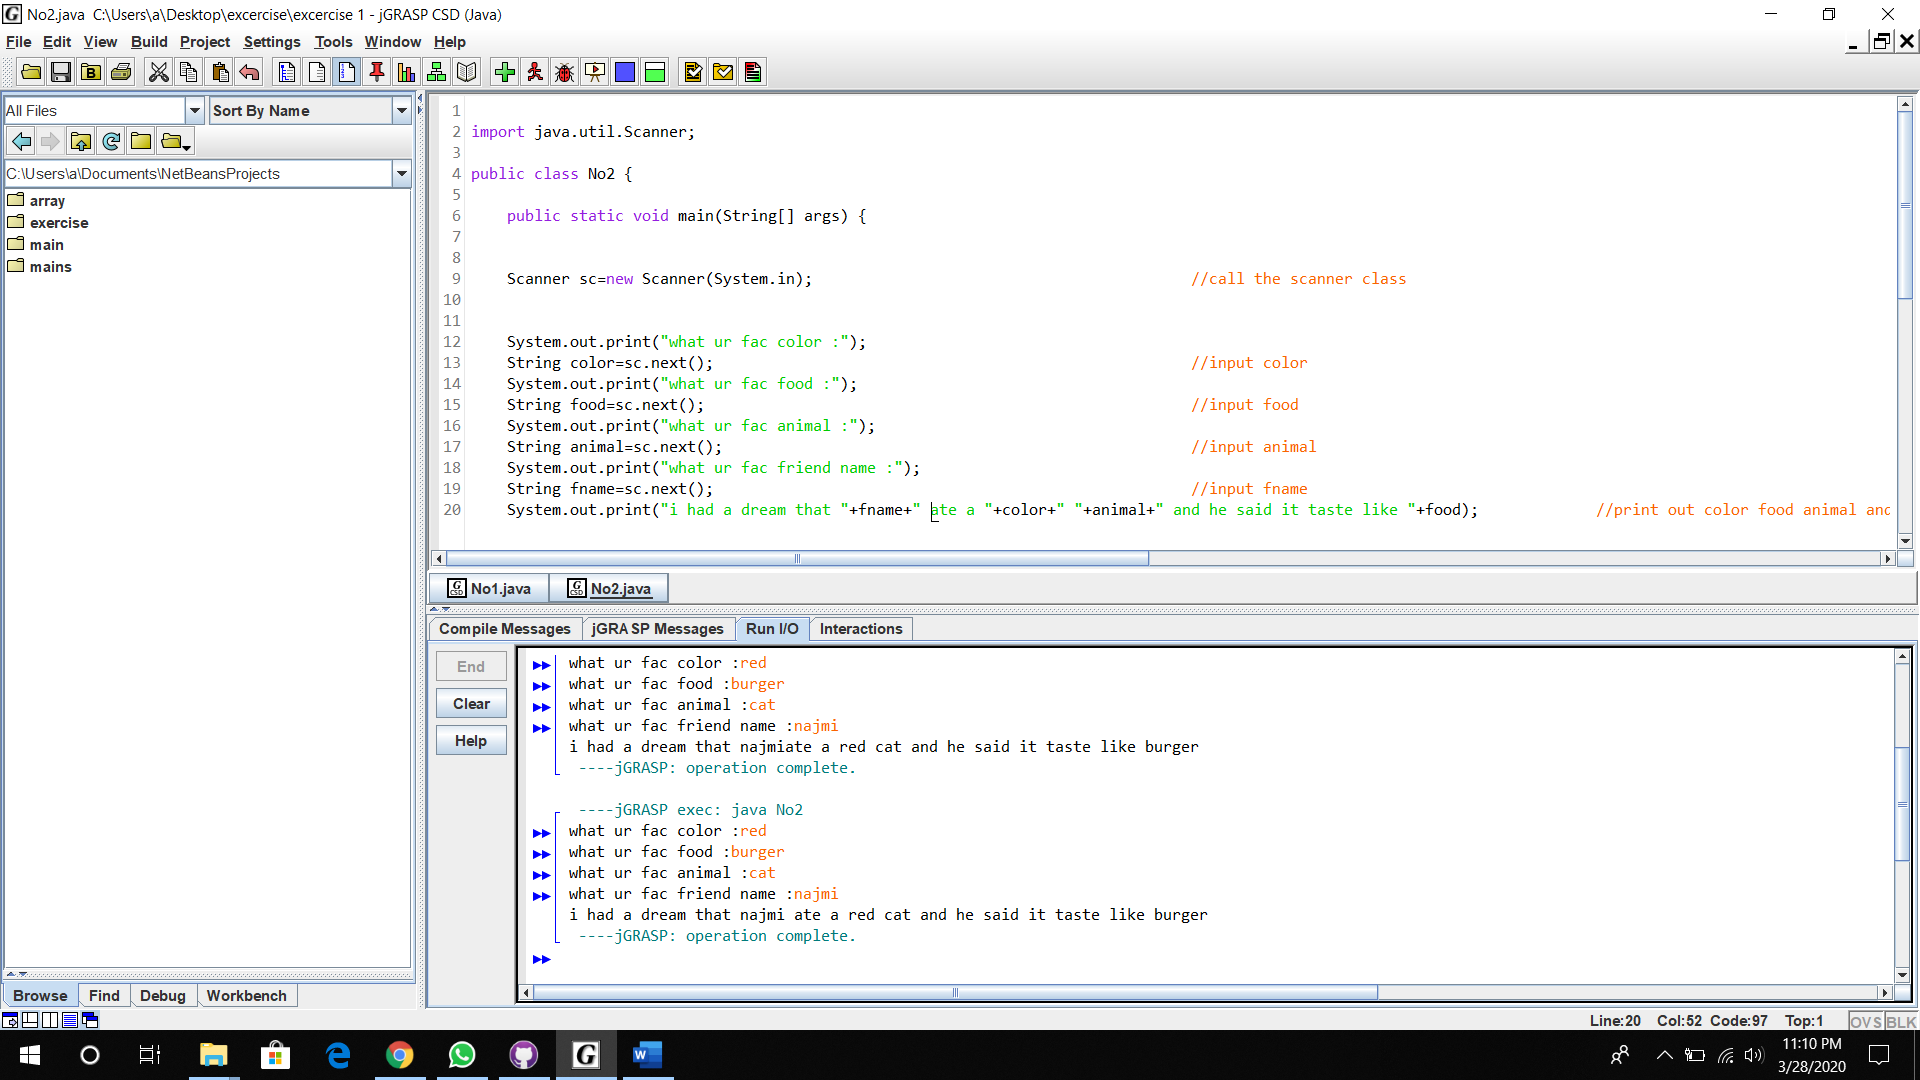 No2.java  C:\Users\a\Desktop\excercise\excercise 1 - jGRASP CSD (Java)
File Edit View Build Project Settings Tools Window Help
All Files
Sort By Name
C:\Users\a\Documents\NetBeansProjects
array
exercise
main
mains
Browse Find Debug Workbench
1
2 import java.util.Scanner;
3
4 public class No2 {
5
6 public static void main(String[] args) {
7
8
9 Scanner sc=new Scanner(System.in); //call the scanner class
10
11
12 System.out.print("what ur fac color :");
13 String color=sc.next(); //input color
14 System.out.print("what ur fac food :");
15 String food=sc.next(); //input food
16 System.out.print("what ur fac animal :");
17 String animal=sc.next(); //input animal
18 System.out.print("what ur fac friend name :");
19 String fname=sc.next(); //input fname
20 System.out.print("i had a dream that "+fname+" ate a "+color+" "+animal+" and he said it taste like "+food); //print out color food animal anc
No1.java No2.java
Compile Messages jGRASP Messages Run I/O Interactions
End
Clear
Help
what ur fac color :red
what ur fac food :burger
what ur fac animal :cat
what ur fac friend name :najmi
i had a dream that najmiate a red cat and he said it taste like burger
----jGRASP: operation complete.
----jGRASP exec: java No2
what ur fac color :red
what ur fac food :burger
what ur fac animal :cat
what ur fac friend name :najmi
i had a dream that najmi ate a red cat and he said it taste like burger
----jGRASP: operation complete.
Line:20 Col:52 Code:97 Top:1 OVS BLK
11:10 PM
3/28/2020